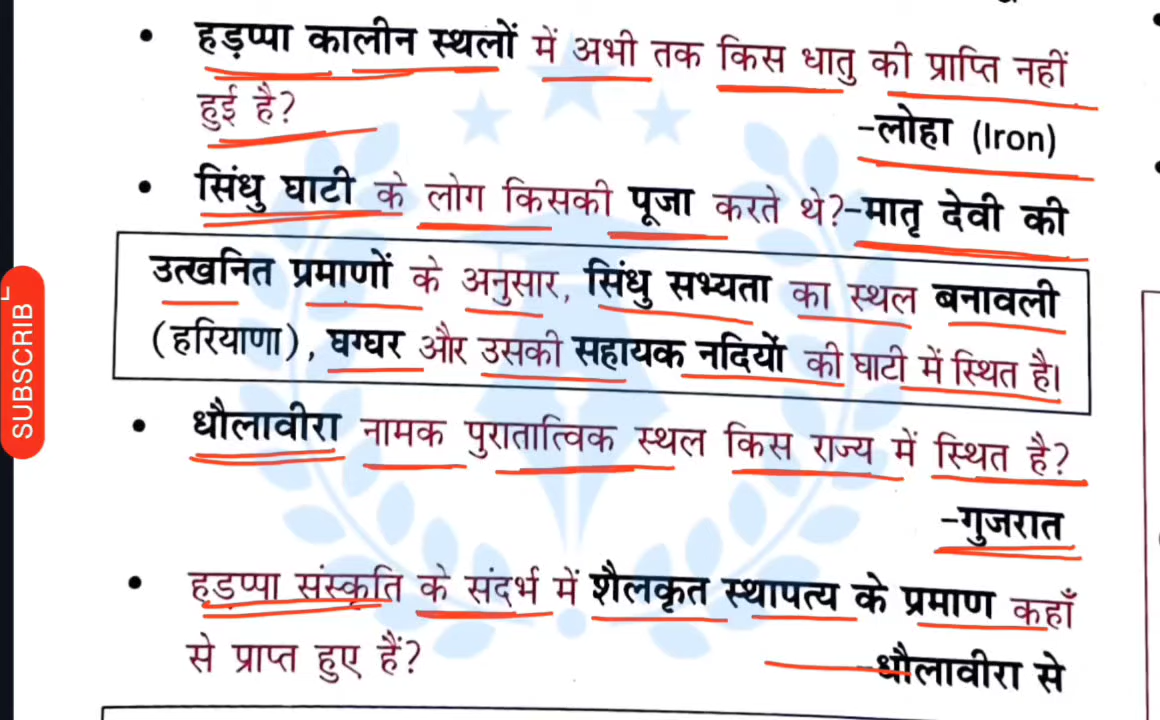 • हड़प्पा कालीन स्थलों में अभी तक किस धातु की प्राप्ति नहीं
हुई है?
-लोहा (Iron)
• सिंधु घाटी के लोग किसकी पूजा करते थे?-मातृ देवी की
उत्खनित प्रमाणों के अनुसार, सिंधु सभ्यता का स्थल बनावली
(हरियाणा), घग्घर और उसकी सहायक नदियों की घाटी में स्थित है।
• धौलावीरा नामक पुरातात्विक स्थल किस राज्य में स्थित है?
-गुजरात
• हड़प्पा संस्कृति के संदर्भ में शैलकृत स्थापत्य के प्रमाण कहाँ
से प्राप्त हुए हैं?
-धौलावीरा से
SUBSCRIB